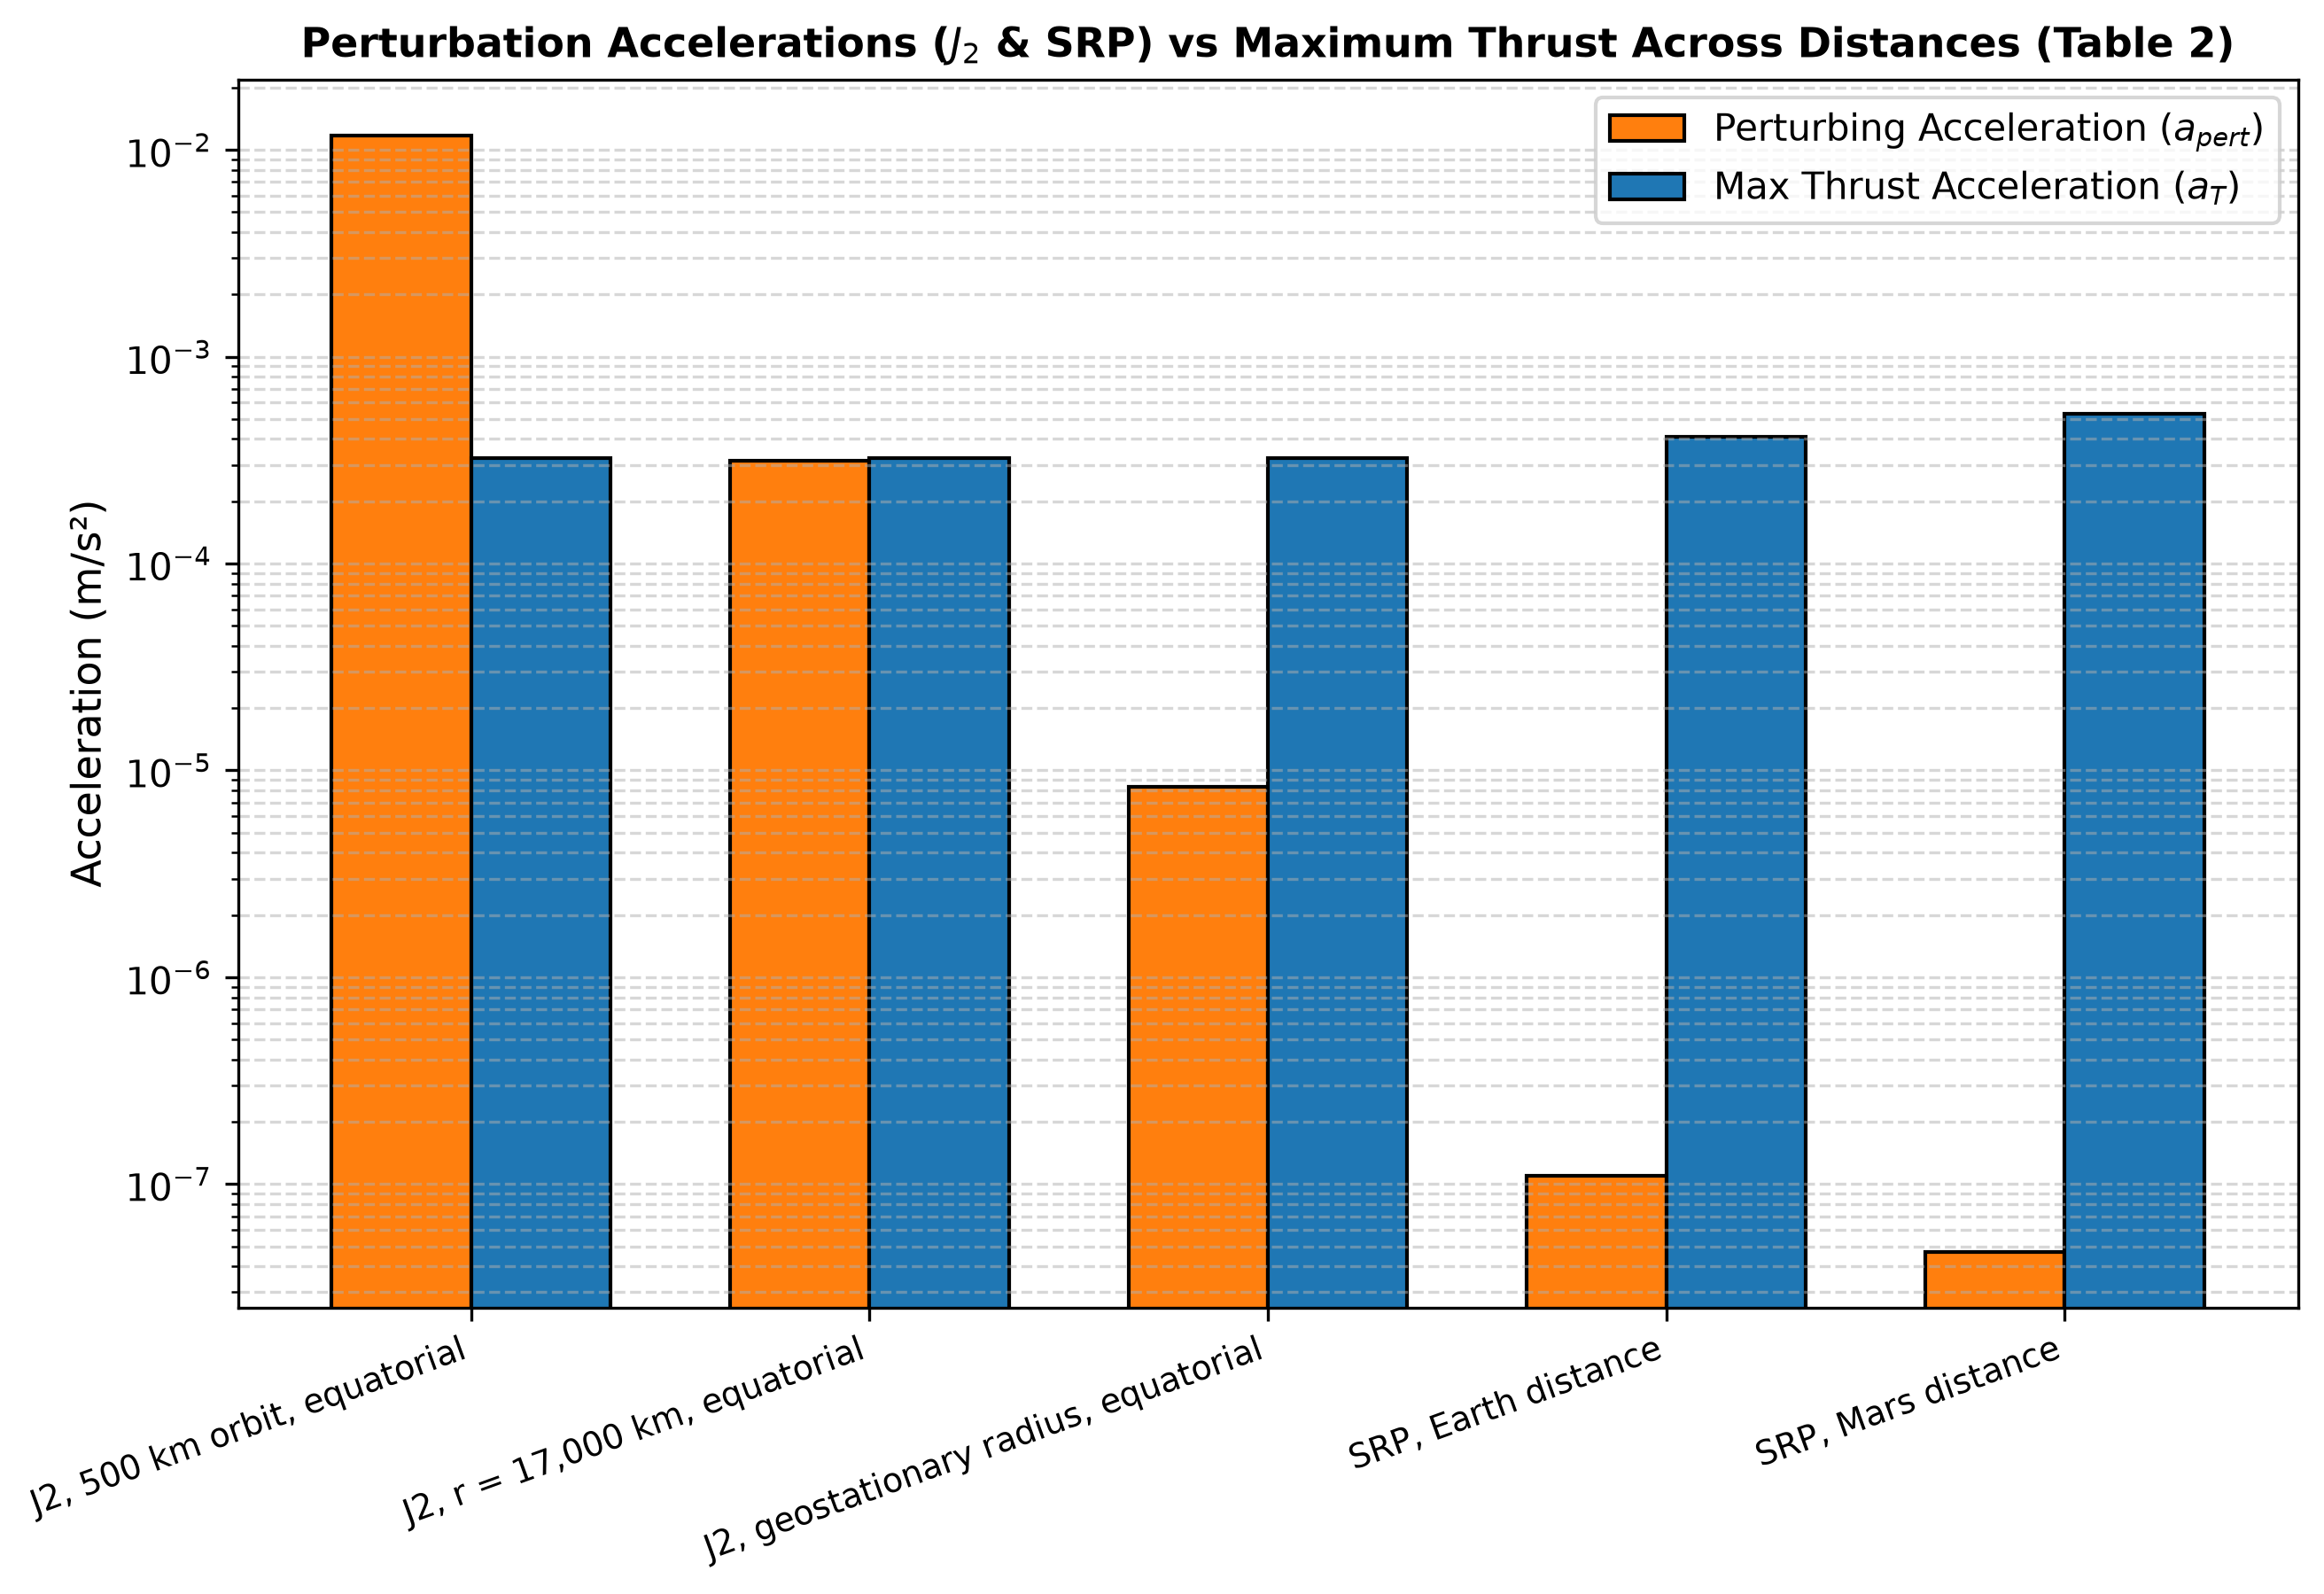 Perturbation Accelerations (J₂ & SRP) vs Maximum Thrust Across Distances (Table 2)
Perturbing Acceleration (aₚₑᵣₜ)
Max Thrust Acceleration (a_T)
Acceleration (m/s²)
10⁻²
10⁻³
10⁻⁴
10⁻⁵
10⁻⁶
10⁻⁷
J2, 500 km orbit, equatorial
J2, r = 17,000 km, equatorial
J2, geostationary radius, equatorial
SRP, Earth distance
SRP, Mars distance